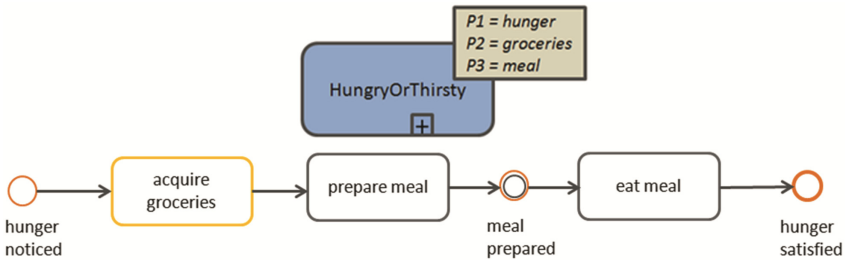 P1 = hunger
P2 = groceries
P3 = meal
HungryOrThirsty
+
acquire
groceries
prepare meal
eat meal
hunger
noticed
meal
prepared
hunger
satisfied